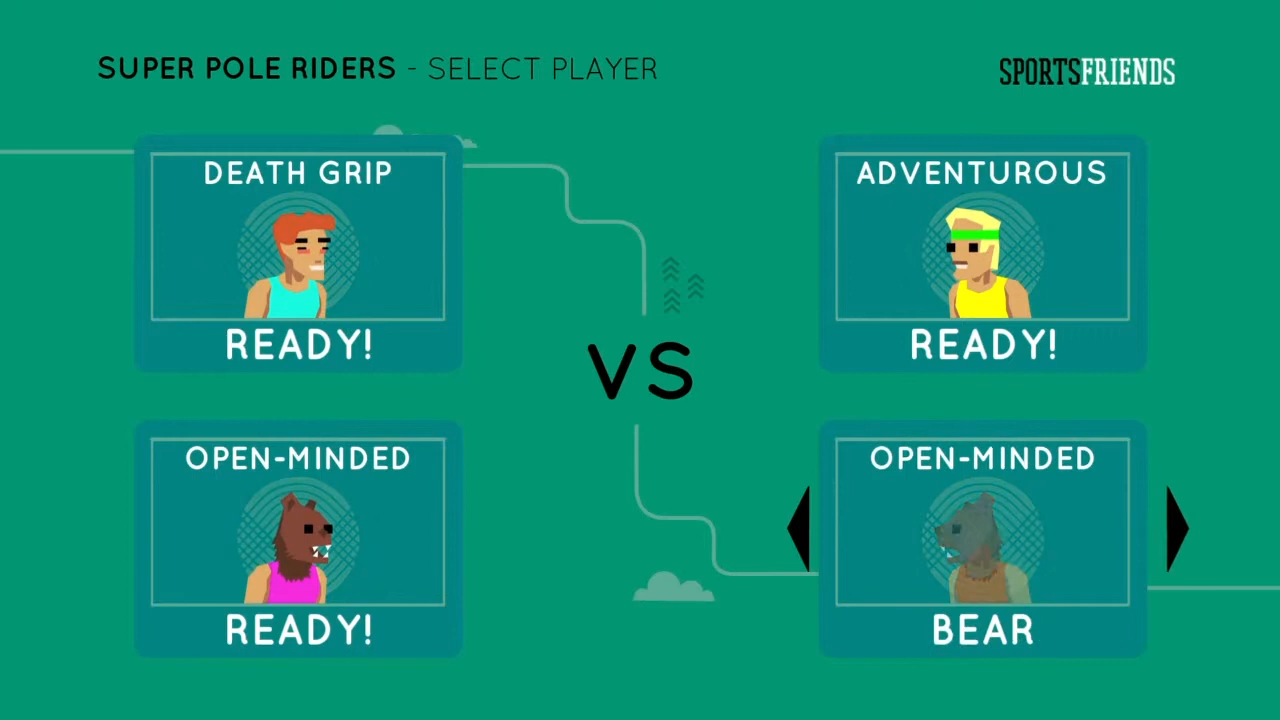 SUPER POLE RIDERS - SELECT PLAYER
SPORTSFRIENDS
DEATH GRIP
READY!
ADVENTUROUS
READY!
VS
OPEN-MINDED
READY!
OPEN-MINDED
BEAR